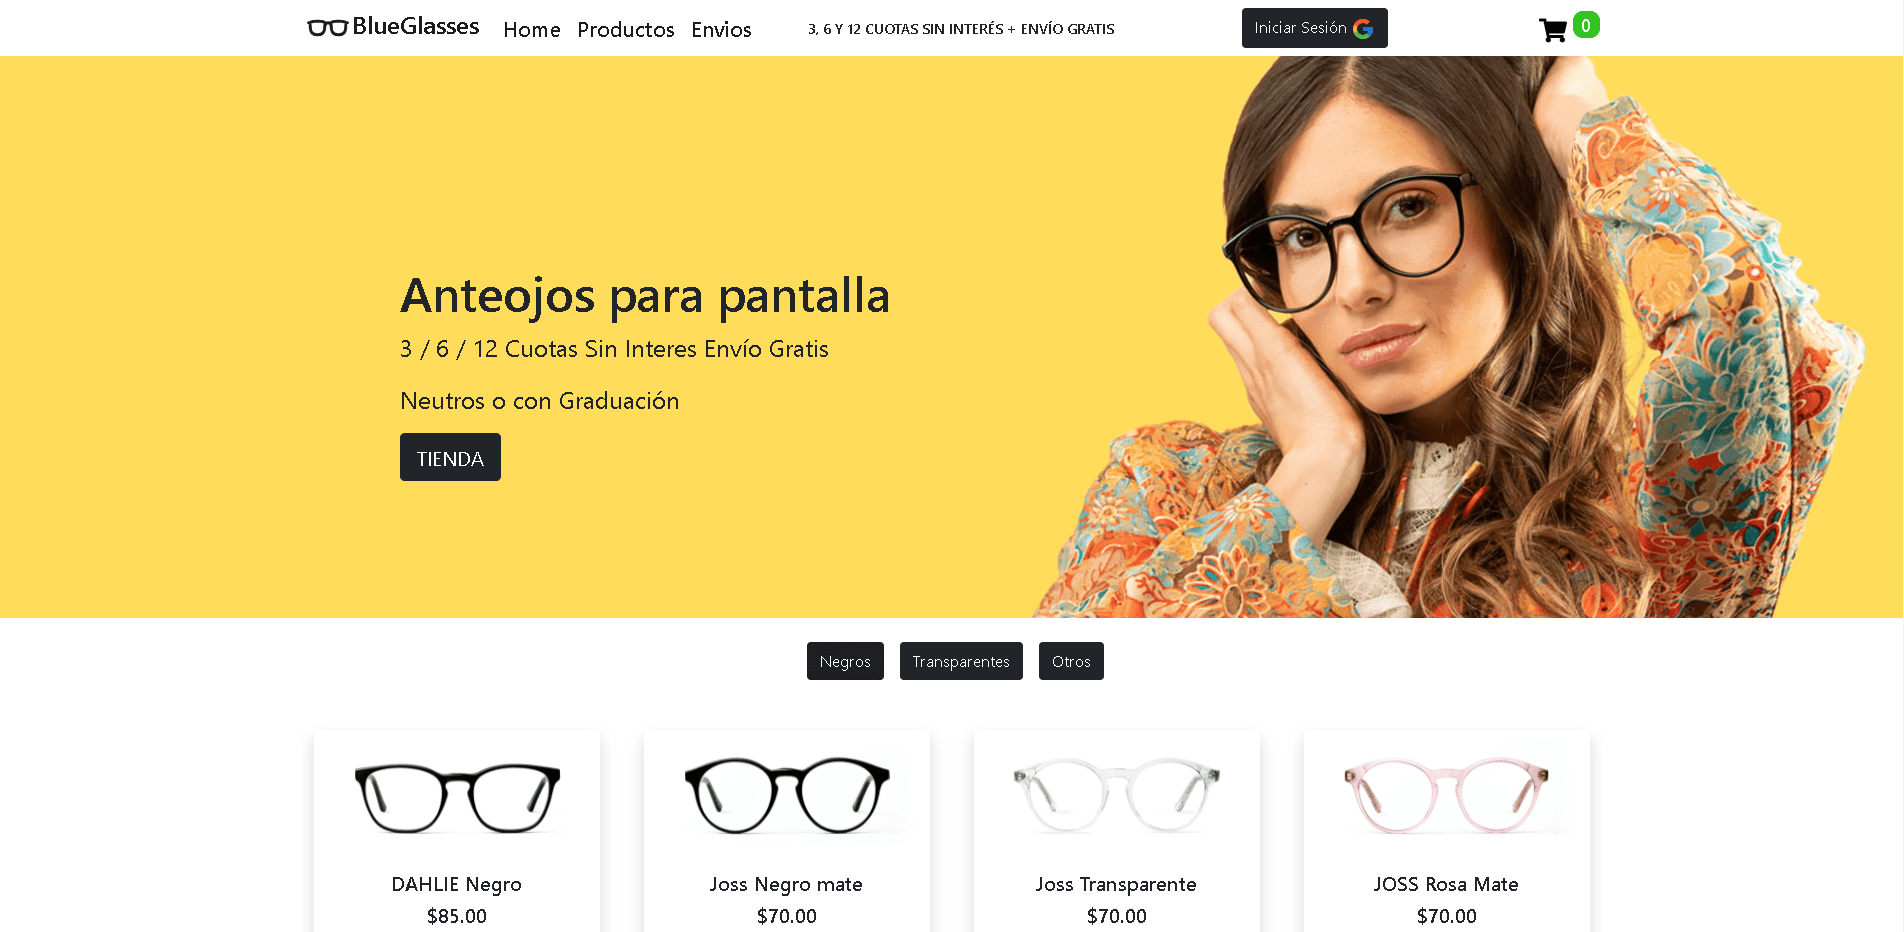 BlueGlasses Home Productos Envios 3, 6 Y 12 CUOTAS SIN INTERÉS + ENVÍO GRATIS Iniciar Sesión 0
Anteojos para pantalla
3 / 6 / 12 Cuotas Sin Interes Envío Gratis
Neutros o con Graduación
TIENDA
Negros Transparentes Otros
DAHLIE Negro
$85.00
Joss Negro mate
$70.00
Joss Transparente
$70.00
JOSS Rosa Mate
$70.00